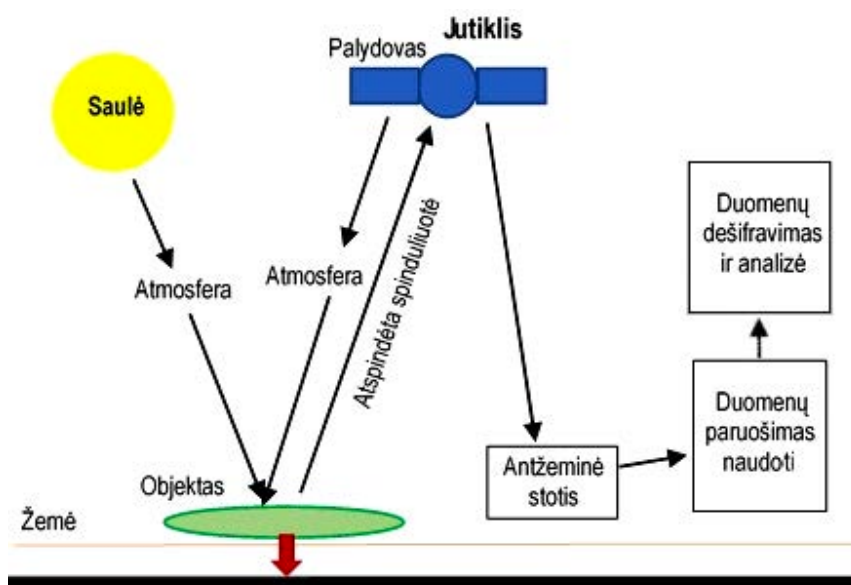 Jutiklis
Palydovas
Saulė
Atmosfera
Atmosfera
Atspindėta spinduliuotė
Duomenų
dešifravimas
ir analizė
Duomenų
paruošimas
naudoti
Antžeminė
stotis
Objektas
Žemė